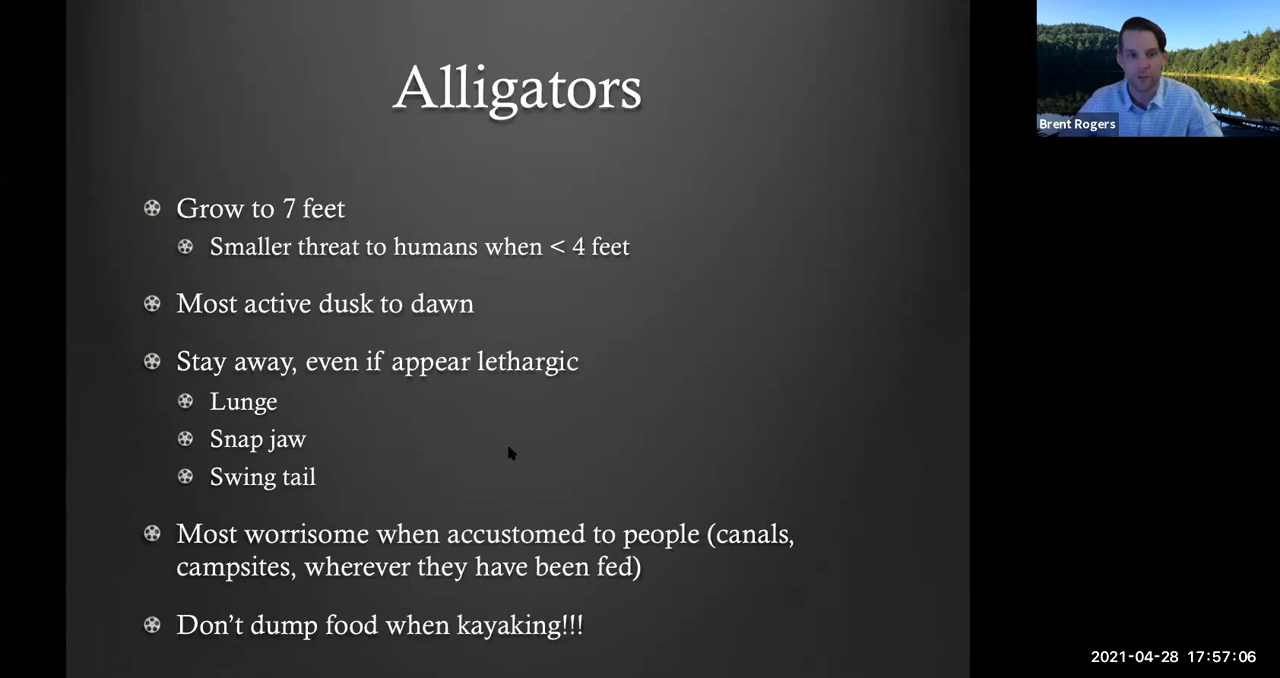 Alligators
Brent Rogers
Grow to 7 feet
Smaller threat to humans when < 4 feet
Most active dusk to dawn
Stay away, even if appear lethargic
Lunge
Snap jaw
Swing tail
Most worrisome when accustomed to people (canals,
campsites, wherever they have been fed)
Don’t dump food when kayaking!!!
2021-04-28 17:57:06